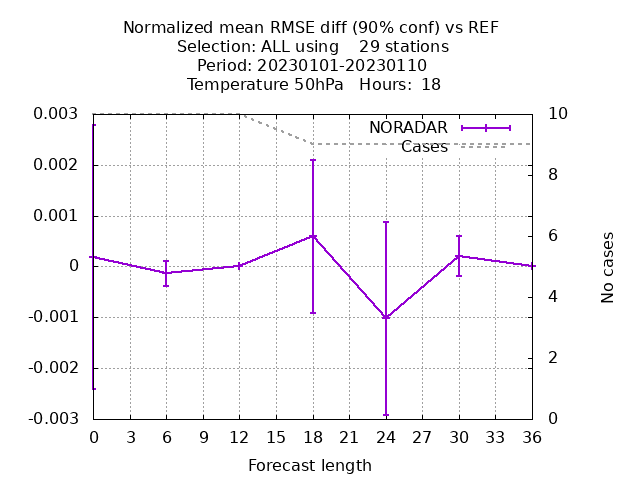 Normalized mean RMSE diff (90% conf) vs REF
Selection: ALL using    29 stations
Period: 20230101-20230110
Temperature 50hPa   Hours:  18
0.003
0.002
0.001
0
-0.001
-0.002
-0.003
10
8
6
4
2
0
NORADAR
Cases
No cases
0 3 6 9 12 15 18 21 24 27 30 33 36
Forecast length